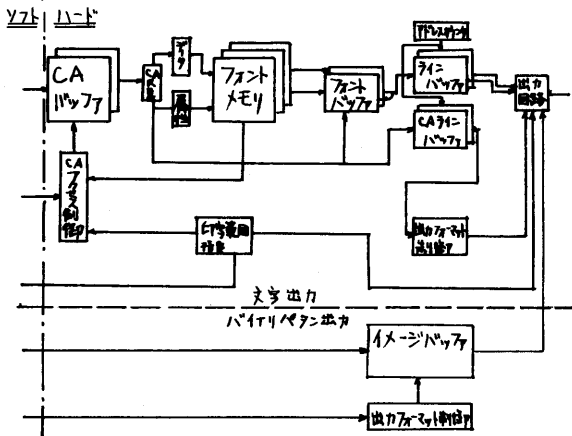 ソフト ハード
CA
バッファ
データ
属性
フォント
メモリ
フォント
バッファ
アドレスカウンタ
ライン
バッファ
CAライン
バッファ
出力
回路
CAアクセス制御
印字範囲
指定
出力フォーマット
制御
文字出力
バイナリパタン出力
イメージバッファ
出力フォーマット制御